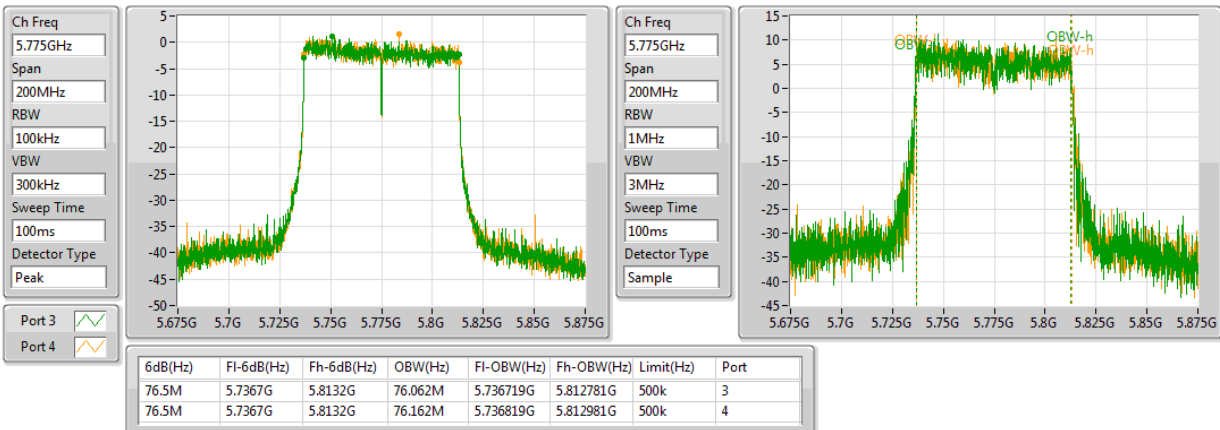 Ch Freq
5.775GHz
Span
200MHz
RBW
100kHz
VBW
300kHz
Sweep Time
100ms
Detector Type
Peak
Port 3
Port 4
5
0
-5
-10
-15
-20
-25
-30
-35
-40
-45
-50
5.675G 5.7G 5.725G 5.75G 5.775G 5.8G 5.825G 5.85G 5.875G
Ch Freq
5.775GHz
Span
200MHz
RBW
1MHz
VBW
3MHz
Sweep Time
100ms
Detector Type
Sample
15
10
5
0
-5
-10
-15
-20
-25
-30
-35
-40
-45
OBW-h
OBW-h
5.675G 5.7G 5.725G 5.75G 5.775G 5.8G 5.825G 5.85G 5.875G
6dB(Hz) Fl-6dB(Hz) Fh-6dB(Hz) OBW(Hz) Fl-OBW(Hz) Fh-OBW(Hz) Limit(Hz) Port
76.5M 5.7367G 5.8132G 76.062M 5.736719G 5.812781G 500k 3
76.5M 5.7367G 5.8132G 76.162M 5.736819G 5.812981G 500k 4